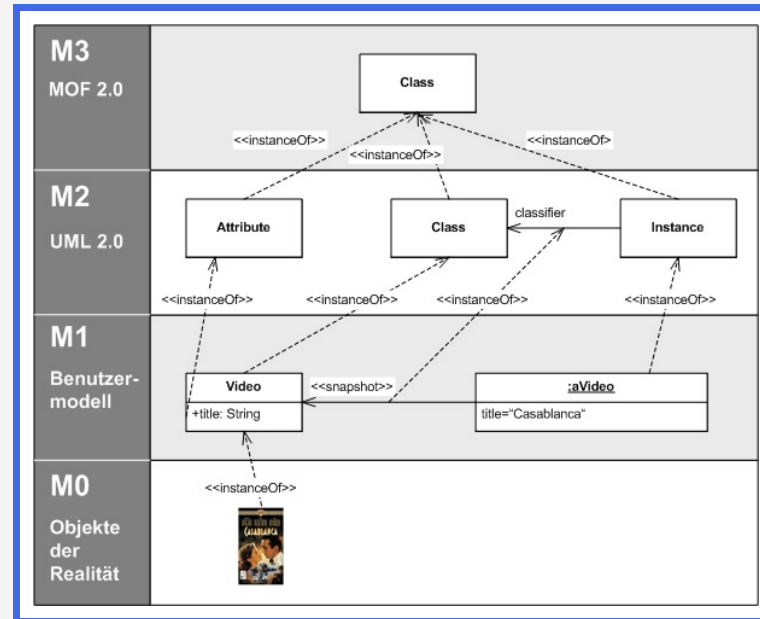 M3
MOF 2.0
Class
<<instanceOf>>
<<instanceOf>>
<<instanceOf>
M2
UML 2.0
Attribute
Class
classifier
Instance
<<instanceOf>>
<<instanceOf>>
<<instanceOf>>
<<instanceOf>>
M1
Benutzer-
modell
Video
+title: String
<<snapshot>>
:aVideo
title="Casablanca"
M0
Objekte
der
Realität
<<instanceOf>>
CASABLANCA